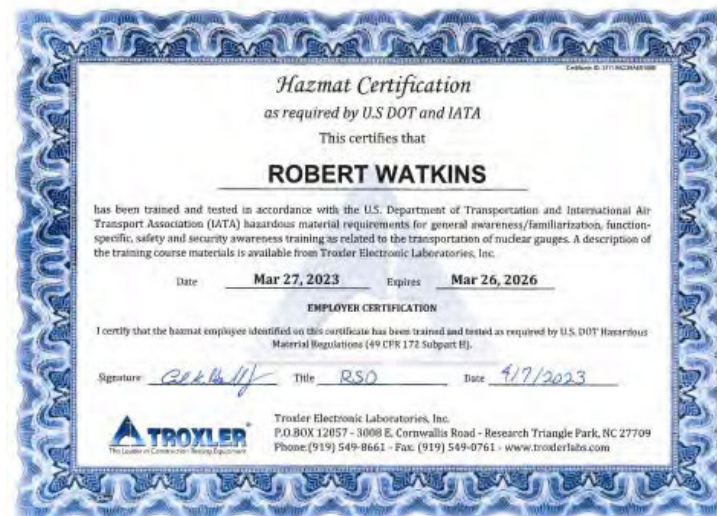 Hazmat Certification
as required by U.S DOT and IATA
This certifies that
ROBERT WATKINS
has been trained and tested in accordance with the U.S. Department of Transportation and International Air
Transport Association (IATA) hazardous material requirements for general awareness/familiarization, function-
specific, safety and security awareness training as related to the transportation of nuclear gauges. A description of
the training course materials is available from Troxler Electronic Laboratories, Inc.
Date Mar 27, 2023 Expires Mar 26, 2026
EMPLOYER CERTIFICATION
I certify that the hazmat employee identified on this certificate has been trained and tested as required by U.S. DOT Hazardous
Material Regulations (49 CFR 172 Subpart H).
Signature Title RSO Date 4/7/2023
TROXLER
The Leader in Construction Testing Equipment
Troxler Electronic Laboratories, Inc.
P.O.BOX 12057 - 3008 E. Cornwallis Road - Research Triangle Park, NC 27709
Phone:(919) 549-8661 - Fax: (919) 549-0761 - www.troxlerlabs.com